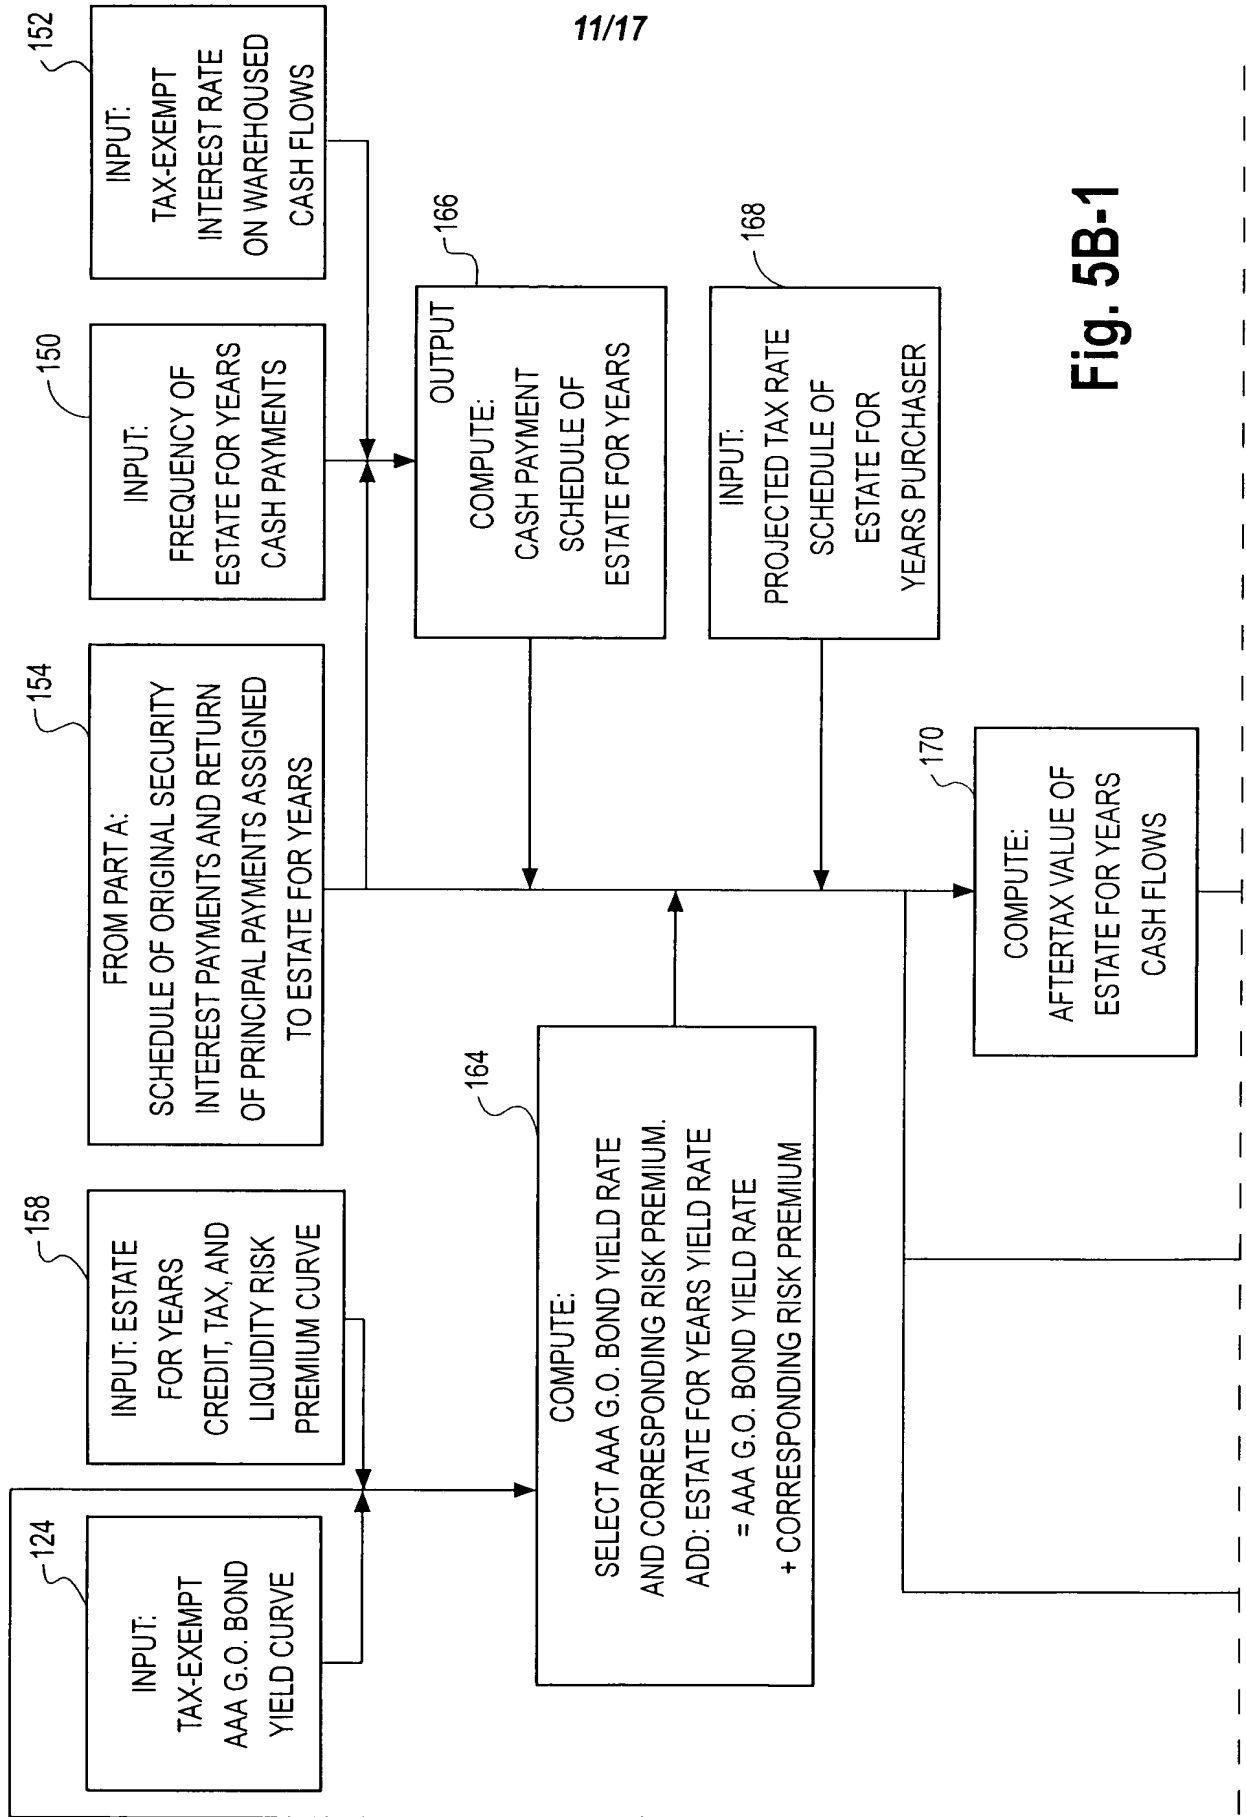 11/17
124
INPUT:
TAX-EXEMPT
AAA G.O. BOND
YIELD CURVE
158
INPUT: ESTATE
FOR YEARS
CREDIT, TAX, AND
LIQUIDITY RISK
PREMIUM CURVE
154
FROM PART A:
SCHEDULE OF ORIGINAL SECURITY
INTEREST PAYMENTS AND RETURN
OF PRINCIPAL PAYMENTS ASSIGNED
TO ESTATE FOR YEARS
150
INPUT:
FREQUENCY OF
ESTATE FOR YEARS
CASH PAYMENTS
152
INPUT:
TAX-EXEMPT
INTEREST RATE
ON WAREHOUSED
CASH FLOWS
164
COMPUTE:
SELECT AAA G.O. BOND YIELD RATE
AND CORRESPONDING RISK PREMIUM.
ADD: ESTATE FOR YEARS YIELD RATE
= AAA G.O. BOND YIELD RATE
+ CORRESPONDING RISK PREMIUM
166
OUTPUT
COMPUTE:
CASH PAYMENT
SCHEDULE OF
ESTATE FOR YEARS
168
INPUT:
PROJECTED TAX RATE
SCHEDULE OF
ESTATE FOR
YEARS PURCHASER
170
COMPUTE:
AFTERTAX VALUE OF
ESTATE FOR YEARS
CASH FLOWS
Fig. 5B-1